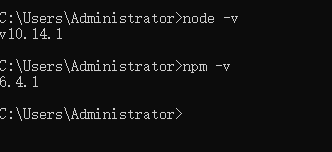 C:\Users\Administrator>node -v
v10.14.1
C:\Users\Administrator>npm -v
6.4.1
C:\Users\Administrator>